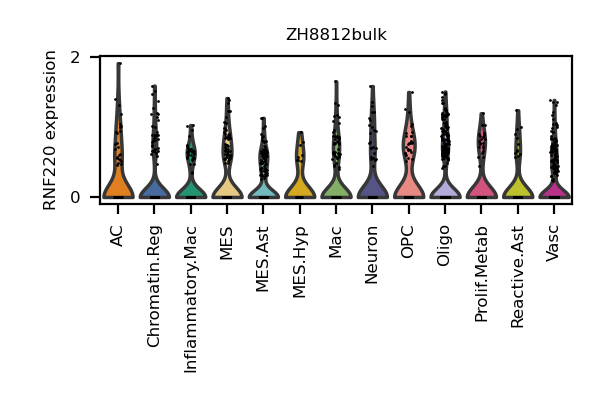 ZH8812bulk
RNF220 expression
2
0
AC
Chromatin.Reg
Inflammatory.Mac
MES
MES.Ast
MES.Hyp
Mac
Neuron
OPC
Oligo
Prolif.Metab
Reactive.Ast
Vasc